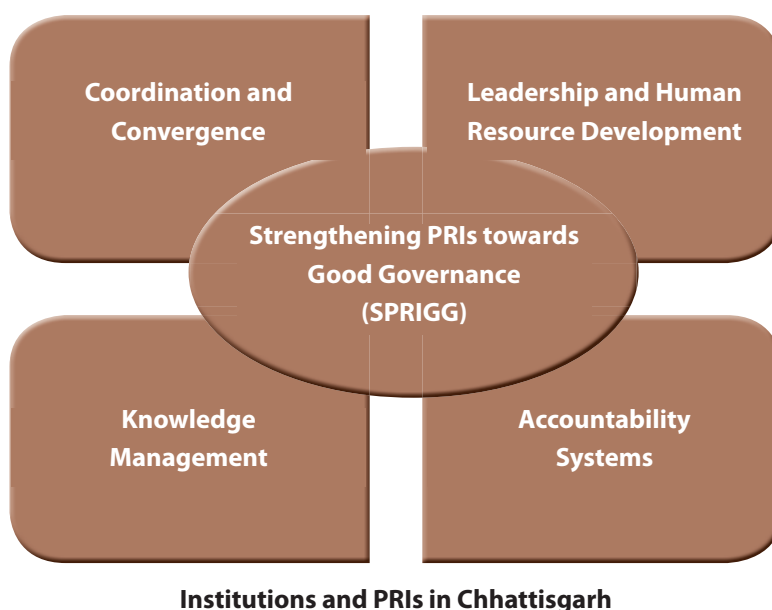 Coordination and
Convergence
Leadership and Human
Resource Development
Strengthening PRIs towards
Good Governance
(SPRIGG)
Knowledge
Management
Accountability
Systems
Institutions and PRIs in Chhattisgarh